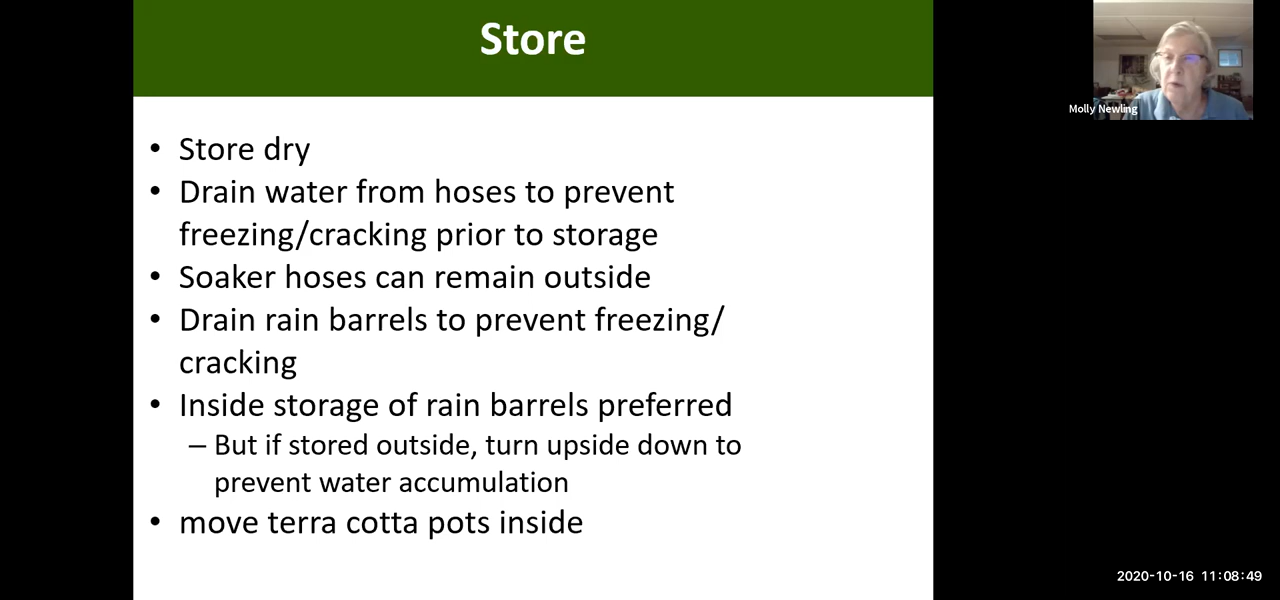 Store
• Store dry
• Drain water from hoses to prevent
freezing/cracking prior to storage
• Soaker hoses can remain outside
• Drain rain barrels to prevent freezing/
cracking
• Inside storage of rain barrels preferred
– But if stored outside, turn upside down to
prevent water accumulation
• move terra cotta pots inside
Molly Newling
2020-10-16 11:08:49